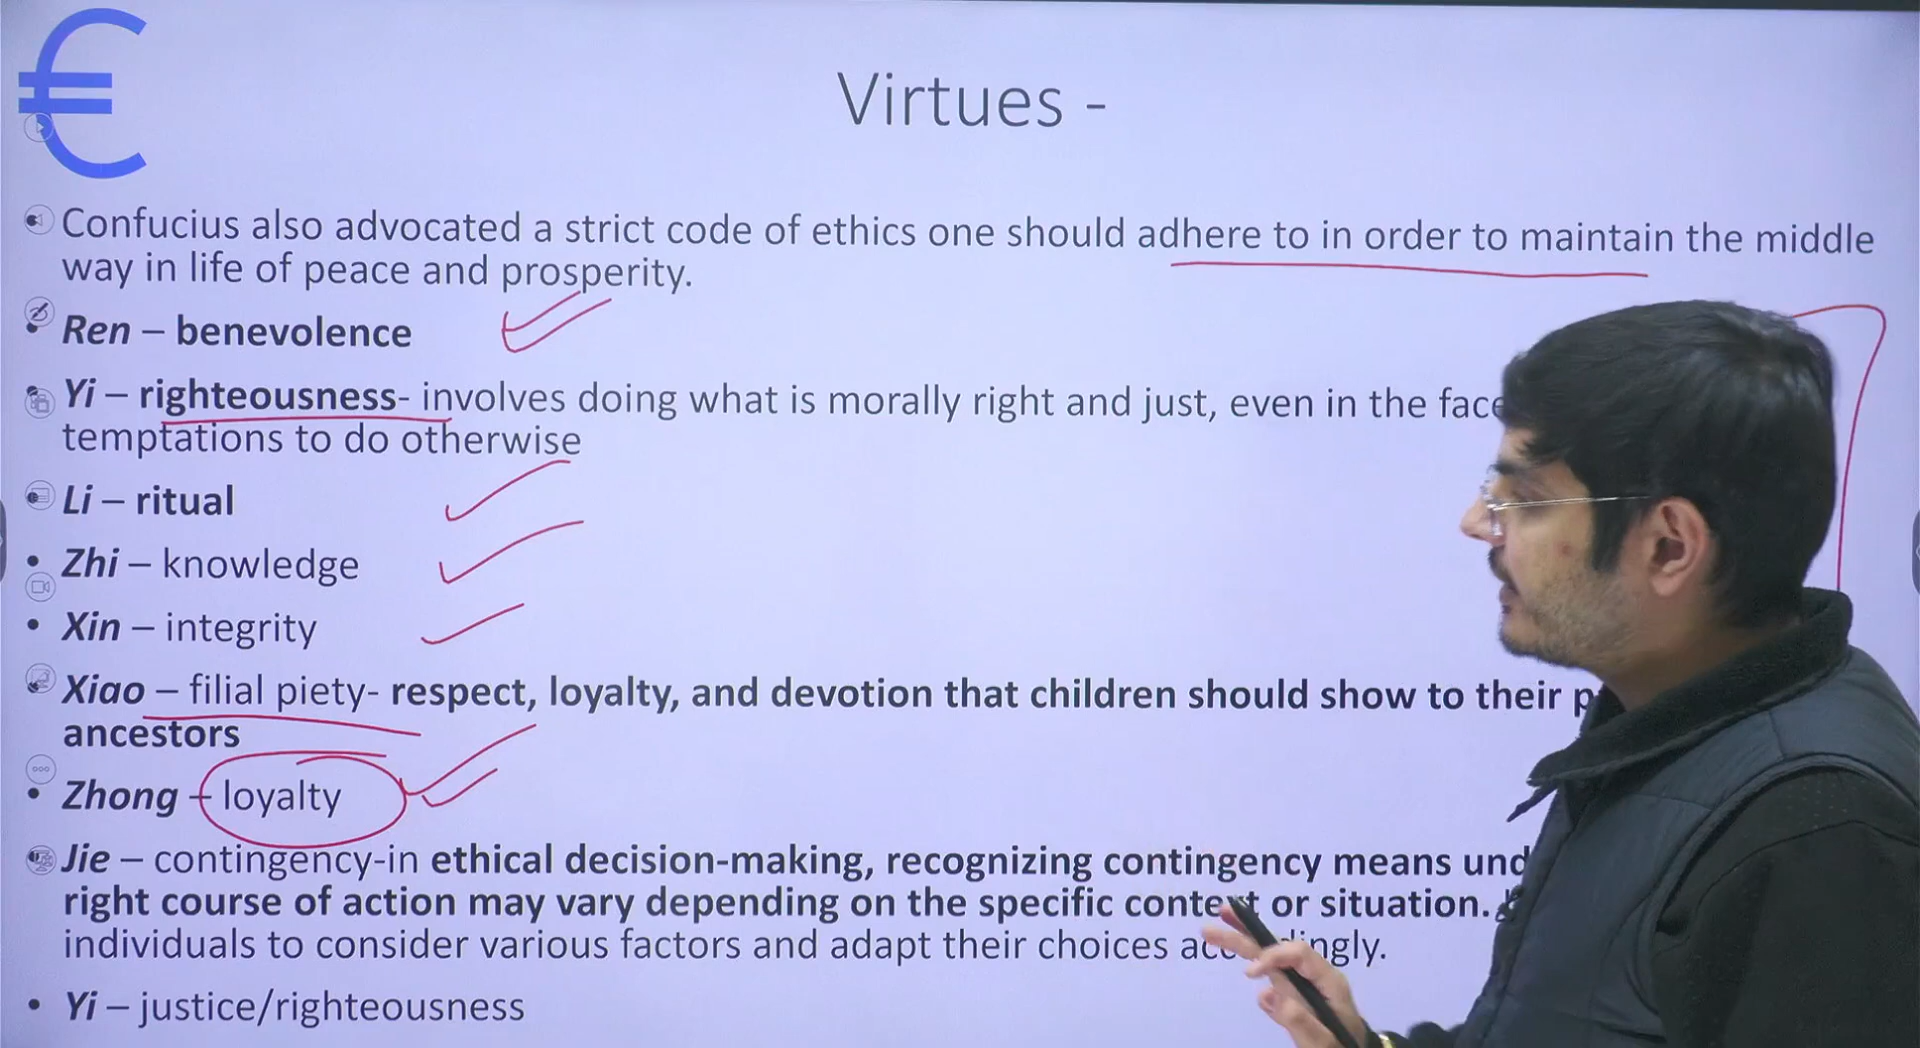 €
Virtues -
Confucius also advocated a strict code of ethics one should adhere to in order to maintain the middle
way in life of peace and prosperity.
Ren – benevolence
Yi – righteousness- involves doing what is morally right and just, even in the face
temptations to do otherwise
Li – ritual
• Zhi – knowledge
• Xin – integrity
Xiao – filial piety- respect, loyalty, and devotion that children should show to their
ancestors
• Zhong – loyalty
Jie – contingency-in ethical decision-making, recognizing contingency means
right course of action may vary depending on the specific context or situation.
individuals to consider various factors and adapt their choices accordingly.
• Yi – justice/righteousness